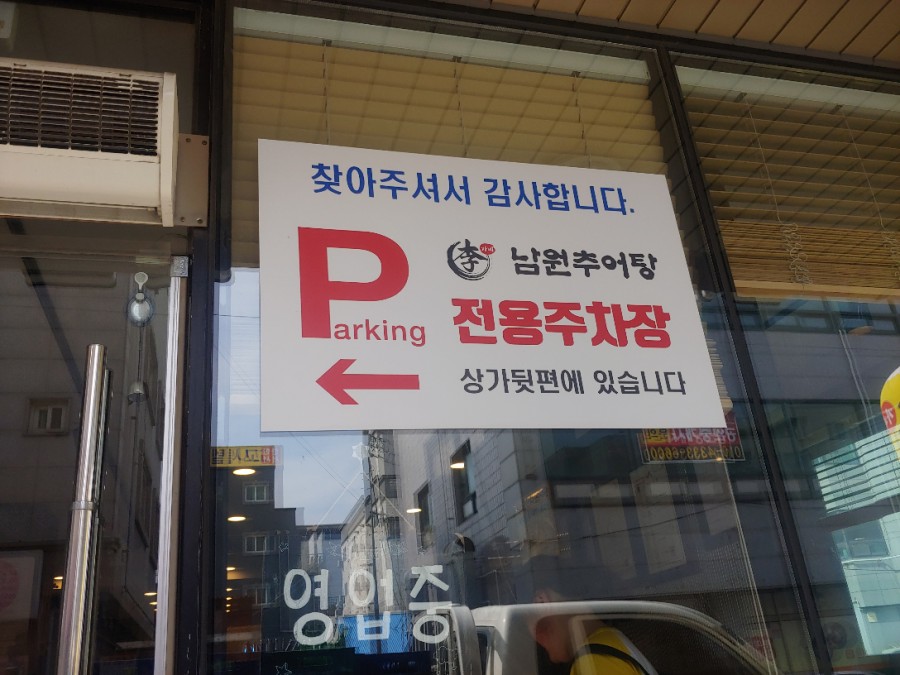 찾아주셔서 감사합니다.
Parking
李
남원추어탕
전용주차장
상가뒷편에 있습니다
영업중